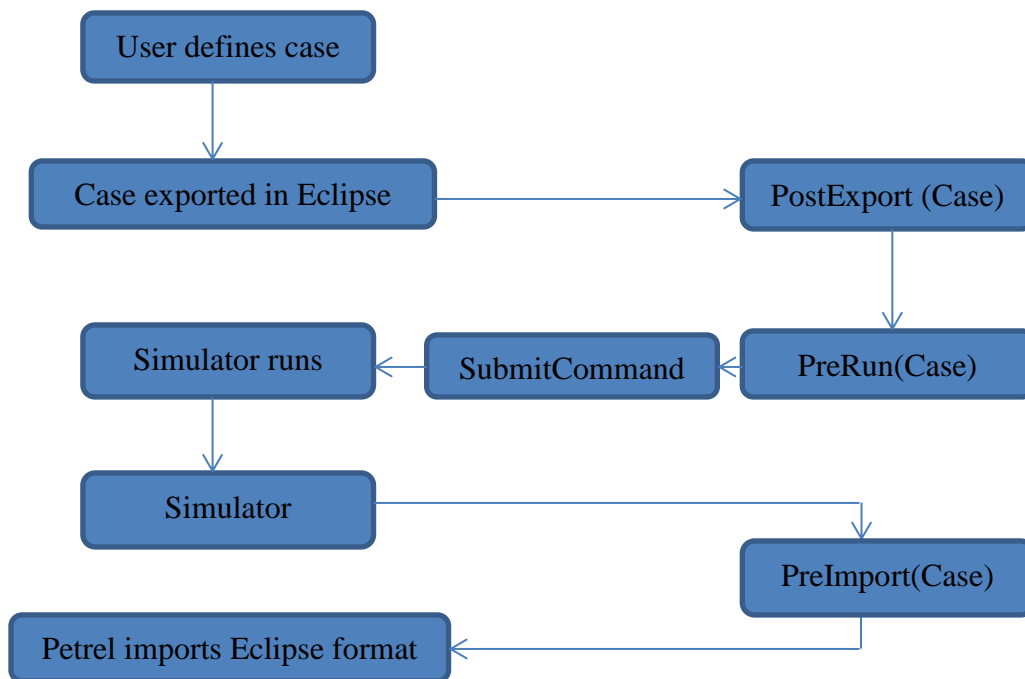 User defines case
Case exported in Eclipse
PostExport (Case)
PreRun(Case)
SubmitCommand
Simulator runs
Simulator
PreImport(Case)
Petrel imports Eclipse format